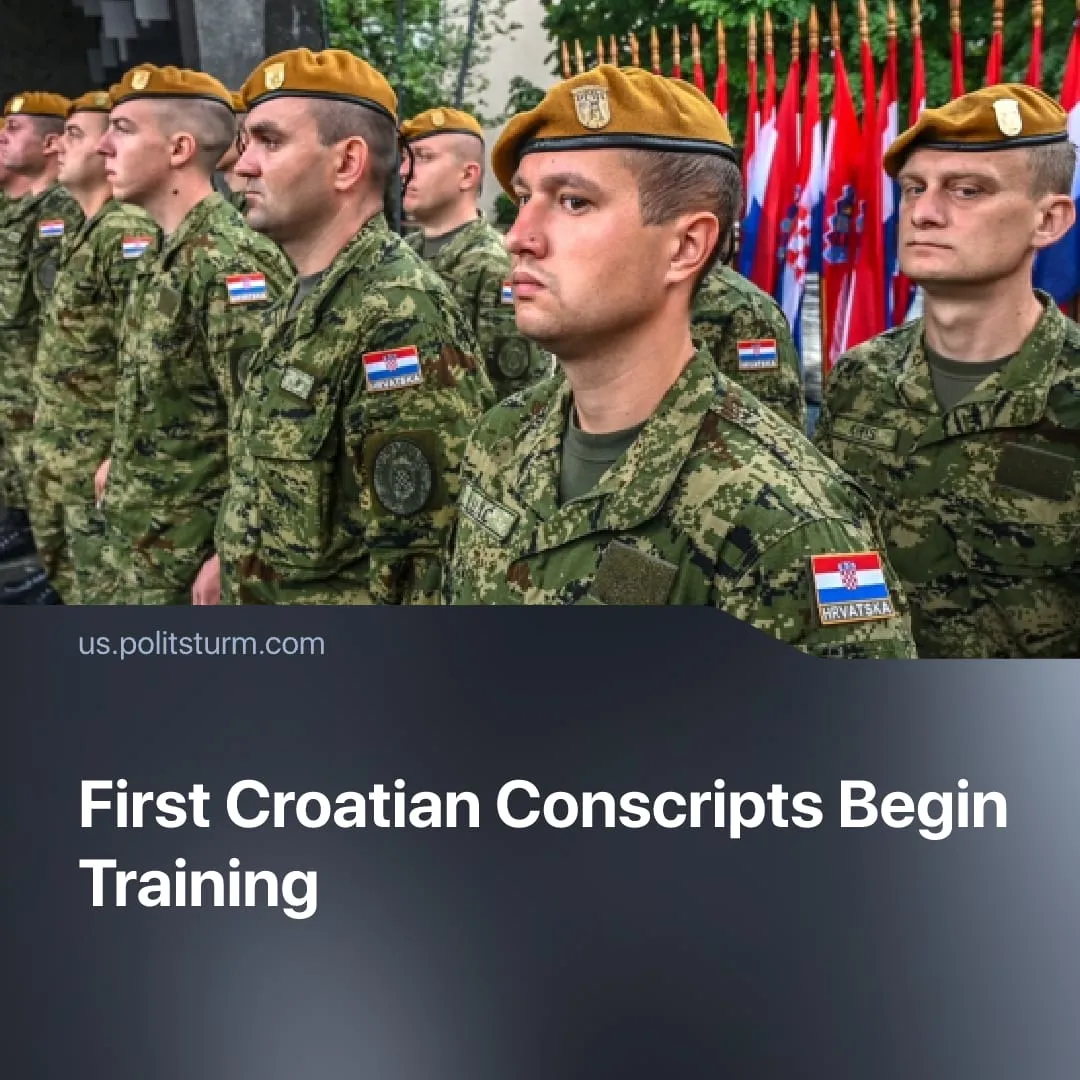 HRVATSKA
HRVATSKA
us.politsturm.com
First Croatian Conscripts Begin
Training